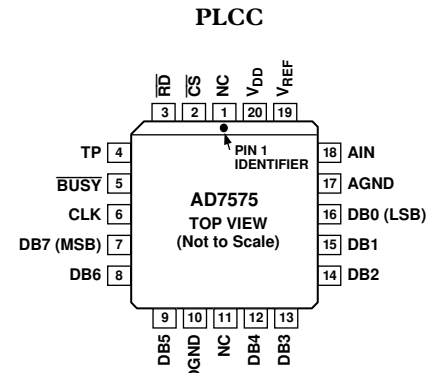 PLCC
RD
CS
NC
VDD
VREF
3
2
1
20
19
TP 4
BUSY 5
CLK 6
DB7 (MSB) 7
DB6 8
PIN 1
IDENTIFIER
AD7575
TOP VIEW
(Not to Scale)
18 AIN
17 AGND
16 DB0 (LSB)
15 DB1
14 DB2
9
10
11
12
13
DB5
DGND
NC
DB4
DB3